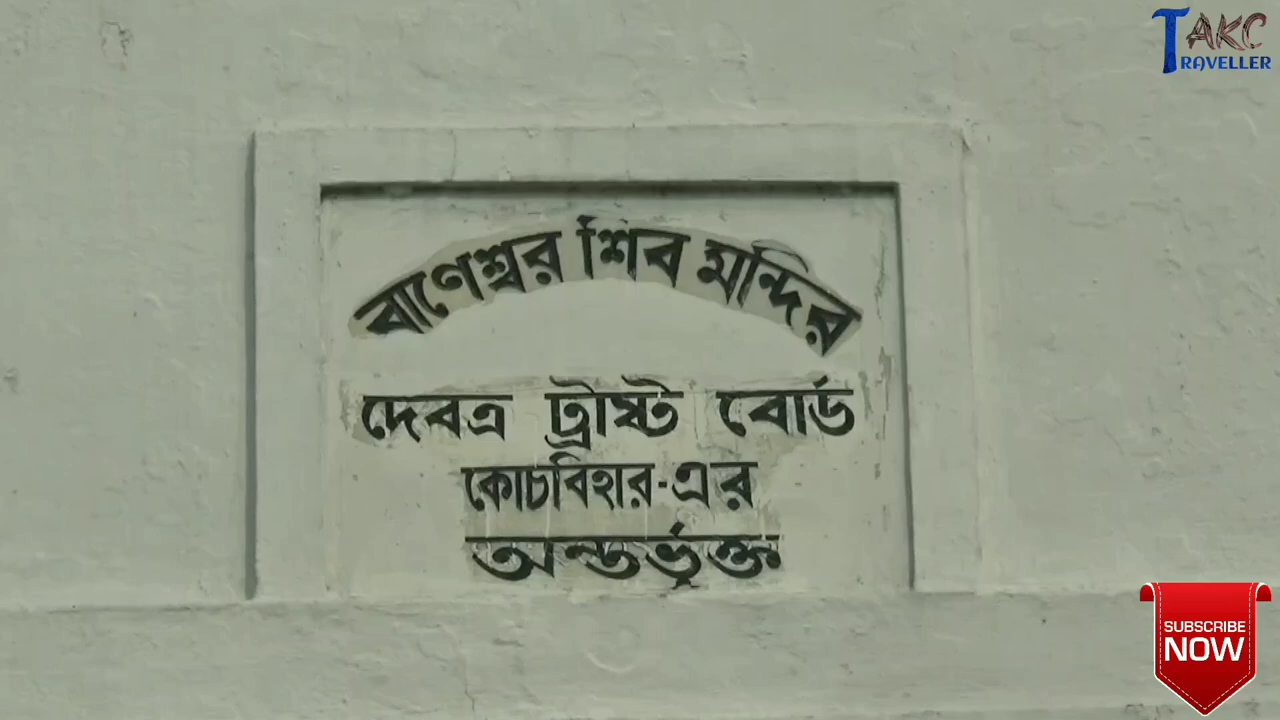 TAKC
TRAVELLER
বাণেশ্বর শিব মন্দির
দেবত্র ট্রাষ্ট বোর্ড
কোচবিহার-এর
অন্তর্ভূক্ত
SUBSCRIBE
NOW